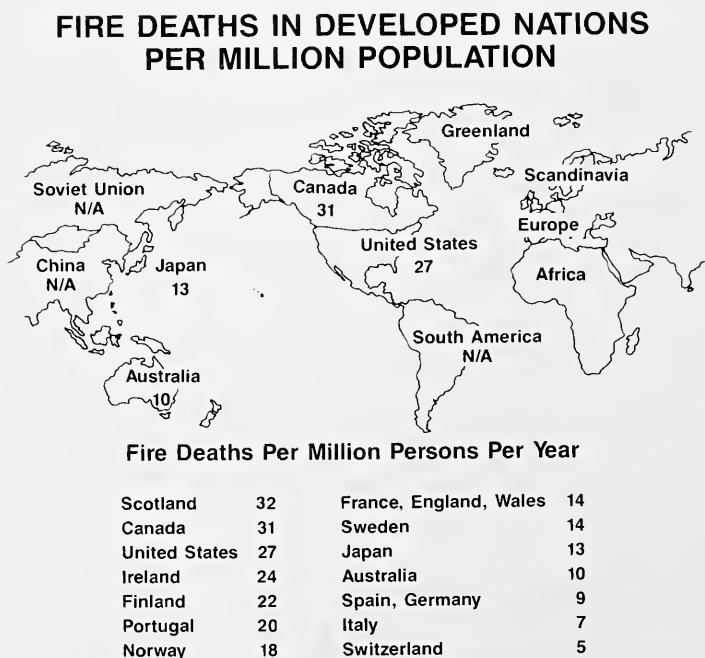 FIRE DEATHS IN DEVELOPED NATIONS
PER MILLION POPULATION
Greenland
Scandinavia
Soviet Union
N/A
Canada
31
Europe
United States
27
China
N/A
Japan
13
Africa
South America
N/A
Australia
10
Fire Deaths Per Million Persons Per Year
Scotland 32
Canada 31
United States 27
Ireland 24
Finland 22
Portugal 20
Norway 18
France, England, Wales 14
Sweden 14
Japan 13
Australia 10
Spain, Germany 9
Italy 7
Switzerland 5